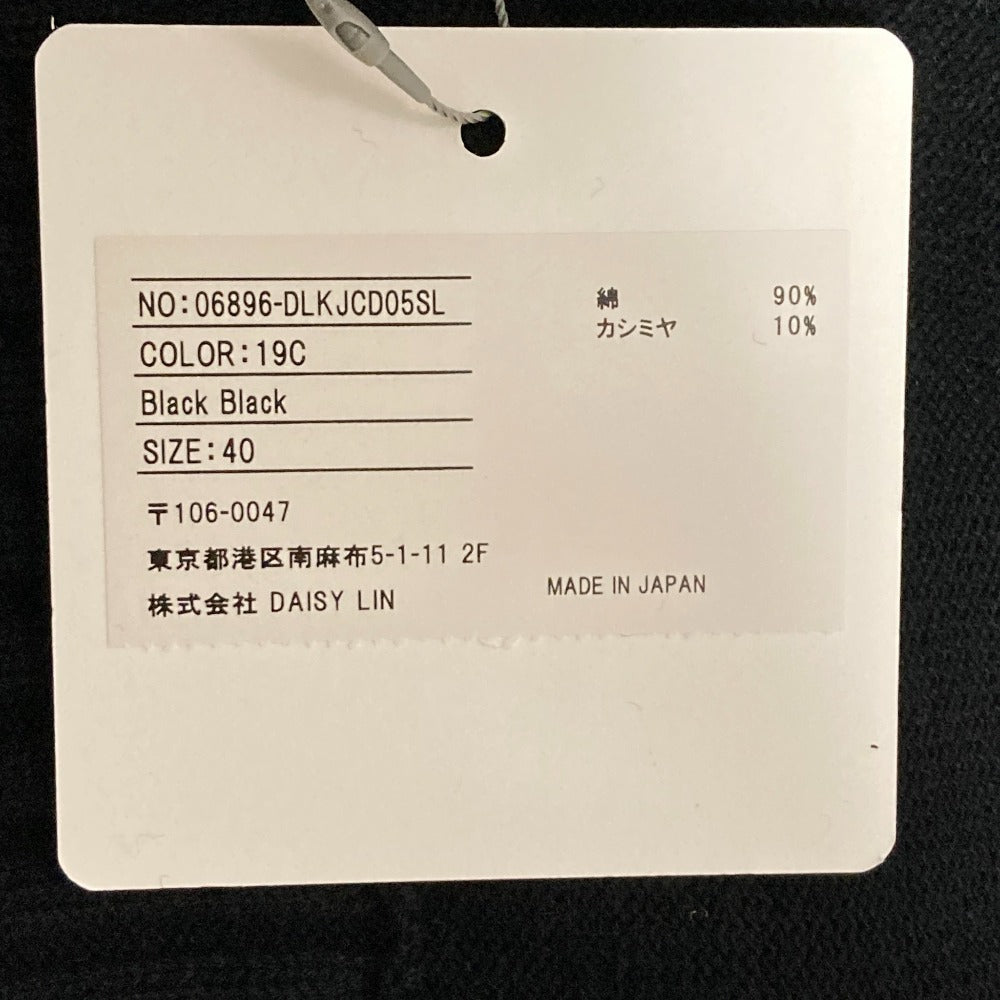 NO:06896-DLKJCD05SL
COLOR:19C
Black Black
SIZE:40
〒106-0047
東京都港区南麻布5-1-11 2F
株式会社 DAISY LIN
綿 90%
カシミヤ 10%
MADE IN JAPAN